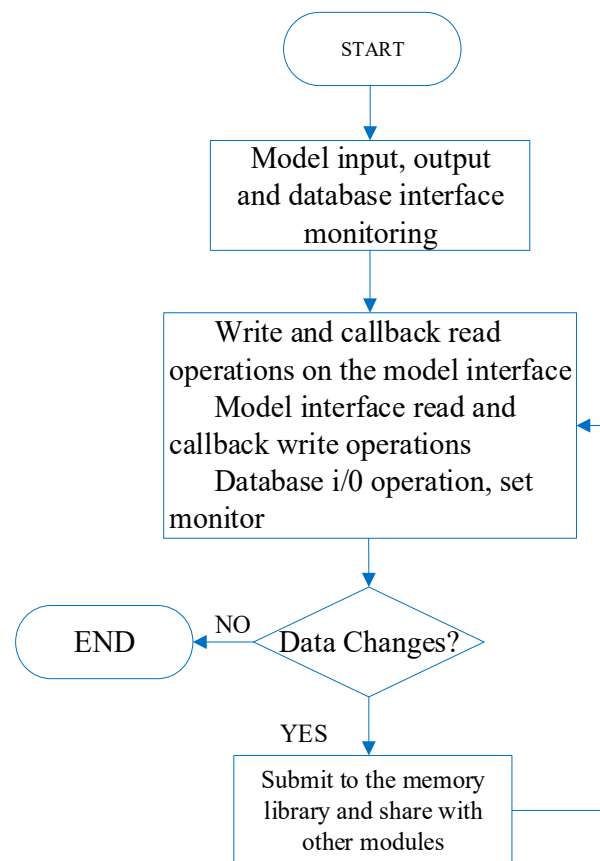 START
Model input, output
and database interface
monitoring
Write and callback read
operations on the model interface
Model interface read and
callback write operations
Database i/0 operation, set
monitor
Data Changes?
NO
END
YES
Submit to the memory
library and share with
other modules